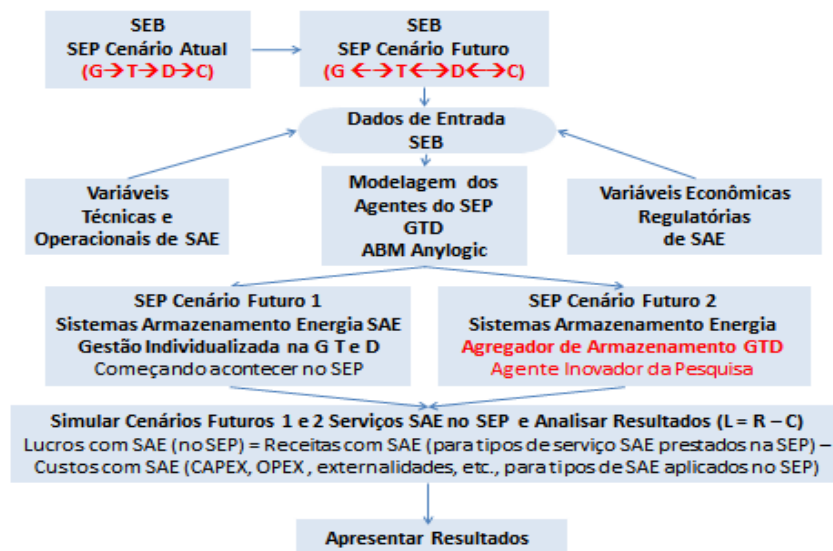 SEB
SEP Cenário Atual
(G→T→D→C)
SEB
SEP Cenário Futuro
(G ←→T←→D←→C)
Dados de Entrada
SEB
Variáveis
Técnicas e
Operacionais de SAE
Modelagem dos
Agentes do SEP
GTD
ABM Anylogic
Variáveis Econômicas
Regulatórias
de SAE
SEP Cenário Futuro 1
Sistemas Armazenamento Energia SAE
Gestão Individualizada na G T e D
Começando acontecer no SEP
SEP Cenário Futuro 2
Sistemas Armazenamento Energia
Agregador de Armazenamento GTD
Agente Inovador da Pesquisa
Simular Cenários Futuros 1 e 2 Serviços SAE no SEP e Analisar Resultados (L = R – C)
Lucros com SAE (no SEP) = Receitas com SAE (para tipos de serviço SAE prestados na SEP) –
Custos com SAE (CAPEX, OPEX , externalidades, etc., para tipos de SAE aplicados no SEP)
Apresentar Resultados